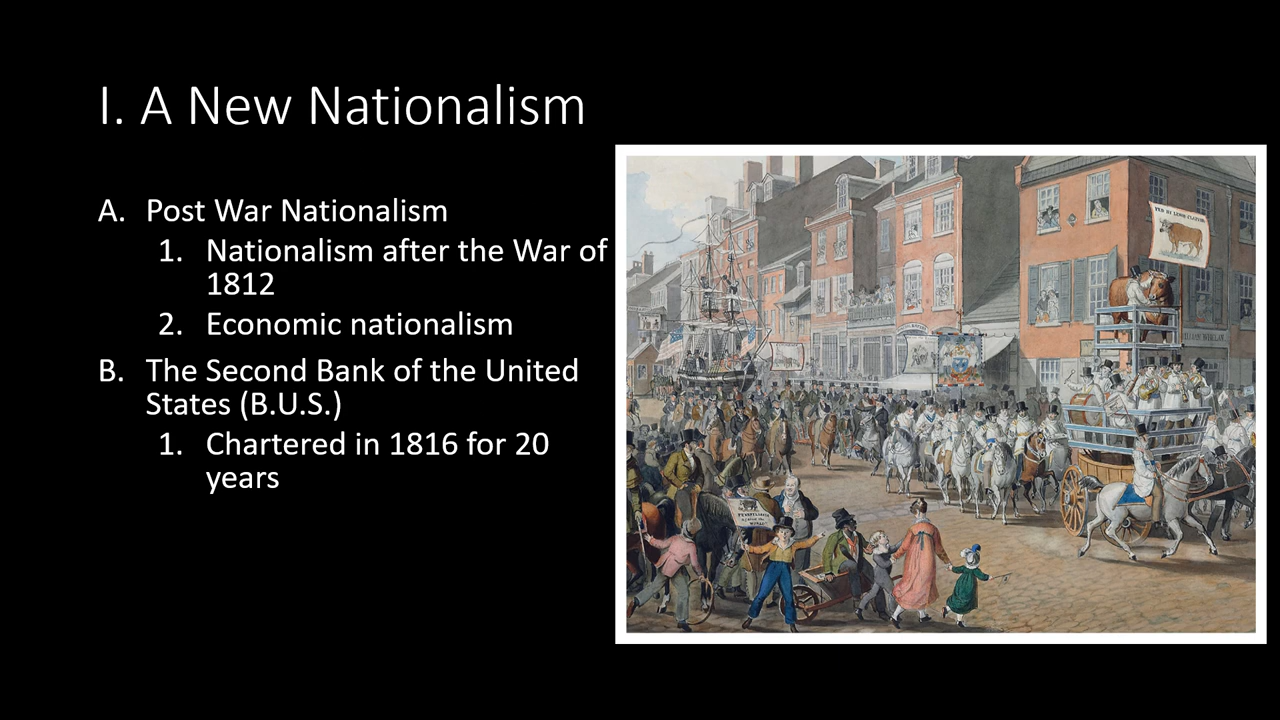 I. A New Nationalism
A. Post War Nationalism
1. Nationalism after the War of
1812
2. Economic nationalism
B. The Second Bank of the United
States (B.U.S.)
1. Chartered in 1816 for 20
years